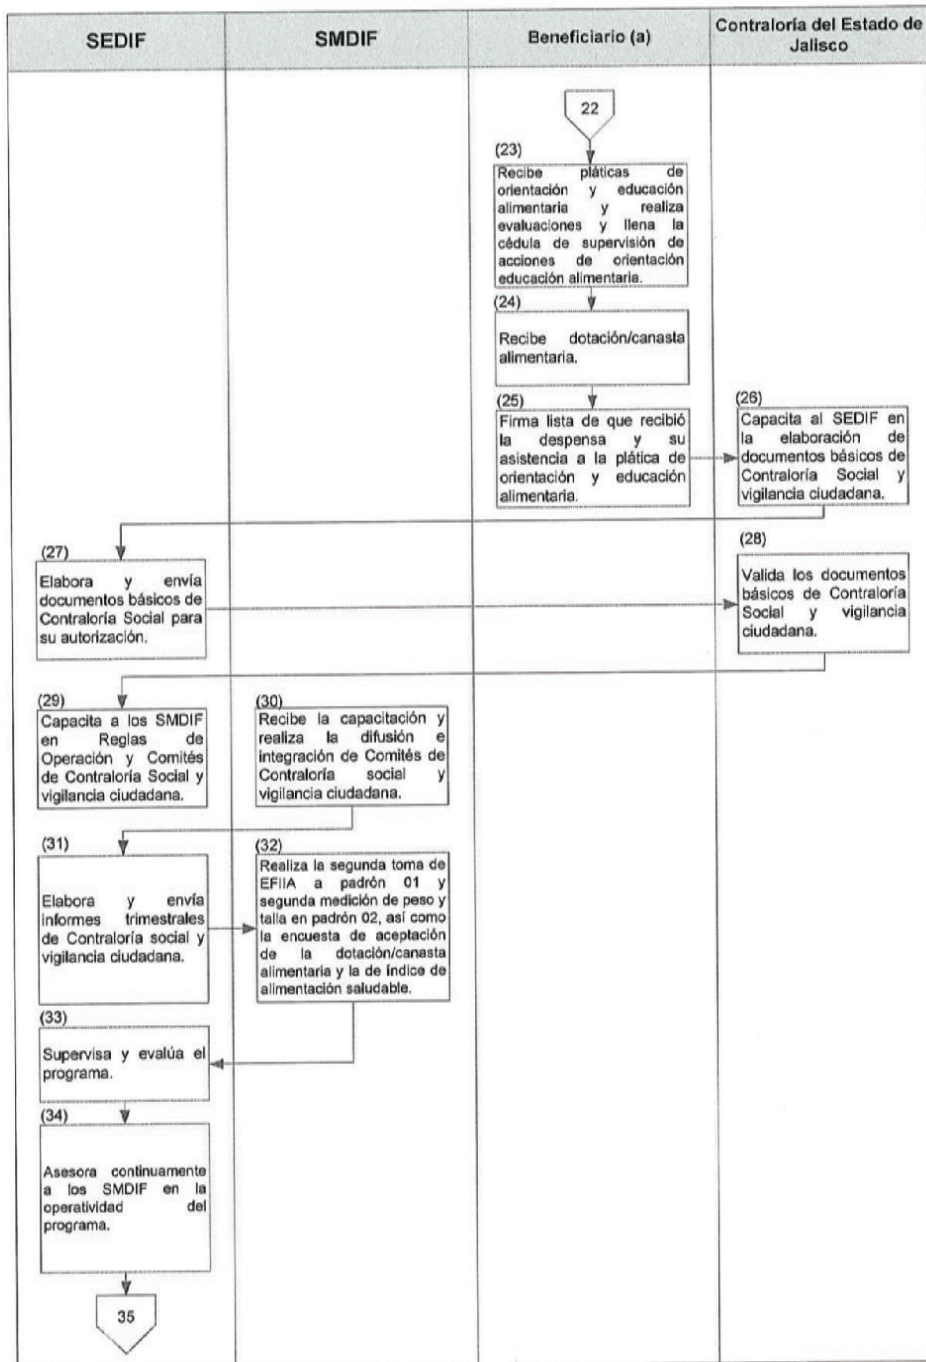 SEDIF
SMDIF
Beneficiario (a)
Contraloría del Estado de
Jalisco
22
(23)
Recibe pláticas de
orientación y educación
alimentaria y realiza
evaluaciones y llena la
cédula de supervisión de
acciones de orientación
educación alimentaria.
(24)
Recibe dotación/canasta
alimentaria.
(25)
Firma lista de que recibió
la despensa y su
asistencia a la plática de
orientación y educación
alimentaria.
(26)
Capacita al SEDIF en
la elaboración de
documentos básicos de
Contraloría Social y
vigilancia ciudadana.
(27)
Elabora y envía
documentos básicos de
Contraloría Social para
su autorización.
(28)
Valida los documentos
básicos de Contraloría
Social y vigilancia
ciudadana.
(29)
Capacita a los SMDIF
en Reglas de
Operación y Comités
de Contraloría Social y
vigilancia ciudadana.
(30)
Recibe la capacitación y
realiza la difusión e
integración de Comités de
Contraloría social y
vigilancia ciudadana.
(31)
Elabora y envía
informes trimestrales
de Contraloría social y
vigilancia ciudadana.
(32)
Realiza la segunda toma de
EFIIA a padrón 01 y
segunda medición de peso y
talla en padrón 02, así como
la encuesta de aceptación
de la dotación/canasta
alimentaria y la de índice de
alimentación saludable.
(33)
Supervisa y evalúa el
programa.
(34)
Asesora continuamente
a los SMDIF en la
operatividad del
programa.
35